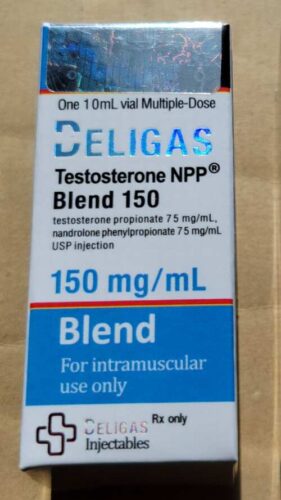 One 10mL vial Multiple-Dose
DELIGAS
Testosterone NPP®
Blend 150
testosterone propionate 75 mg/mL,
nandrolone phenylpropionate 75 mg/mL
USP injection
150 mg/mL
Blend
For intramuscular
use only
DELIGAS Rx only
Injectables